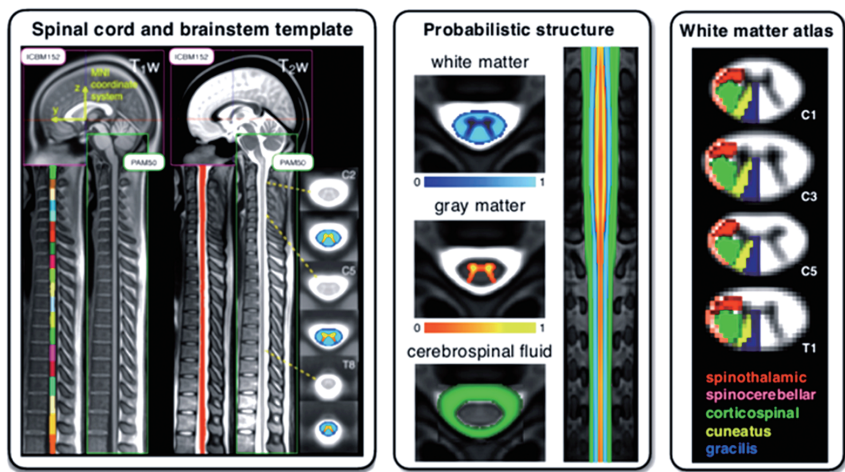 Spinal cord and brainstem template
ICBM152
T1w
MNI
coordinate
system
z
y
PAM50
ICBM152
T2w
PAM50
C2
C5
T8
Probabilistic structure
white matter
0 1
gray matter
0 1
cerebrospinal fluid
White matter atlas
C1
C3
C5
T1
spinothalamic
spinocerebellar
corticospinal
cuneatus
gracilis